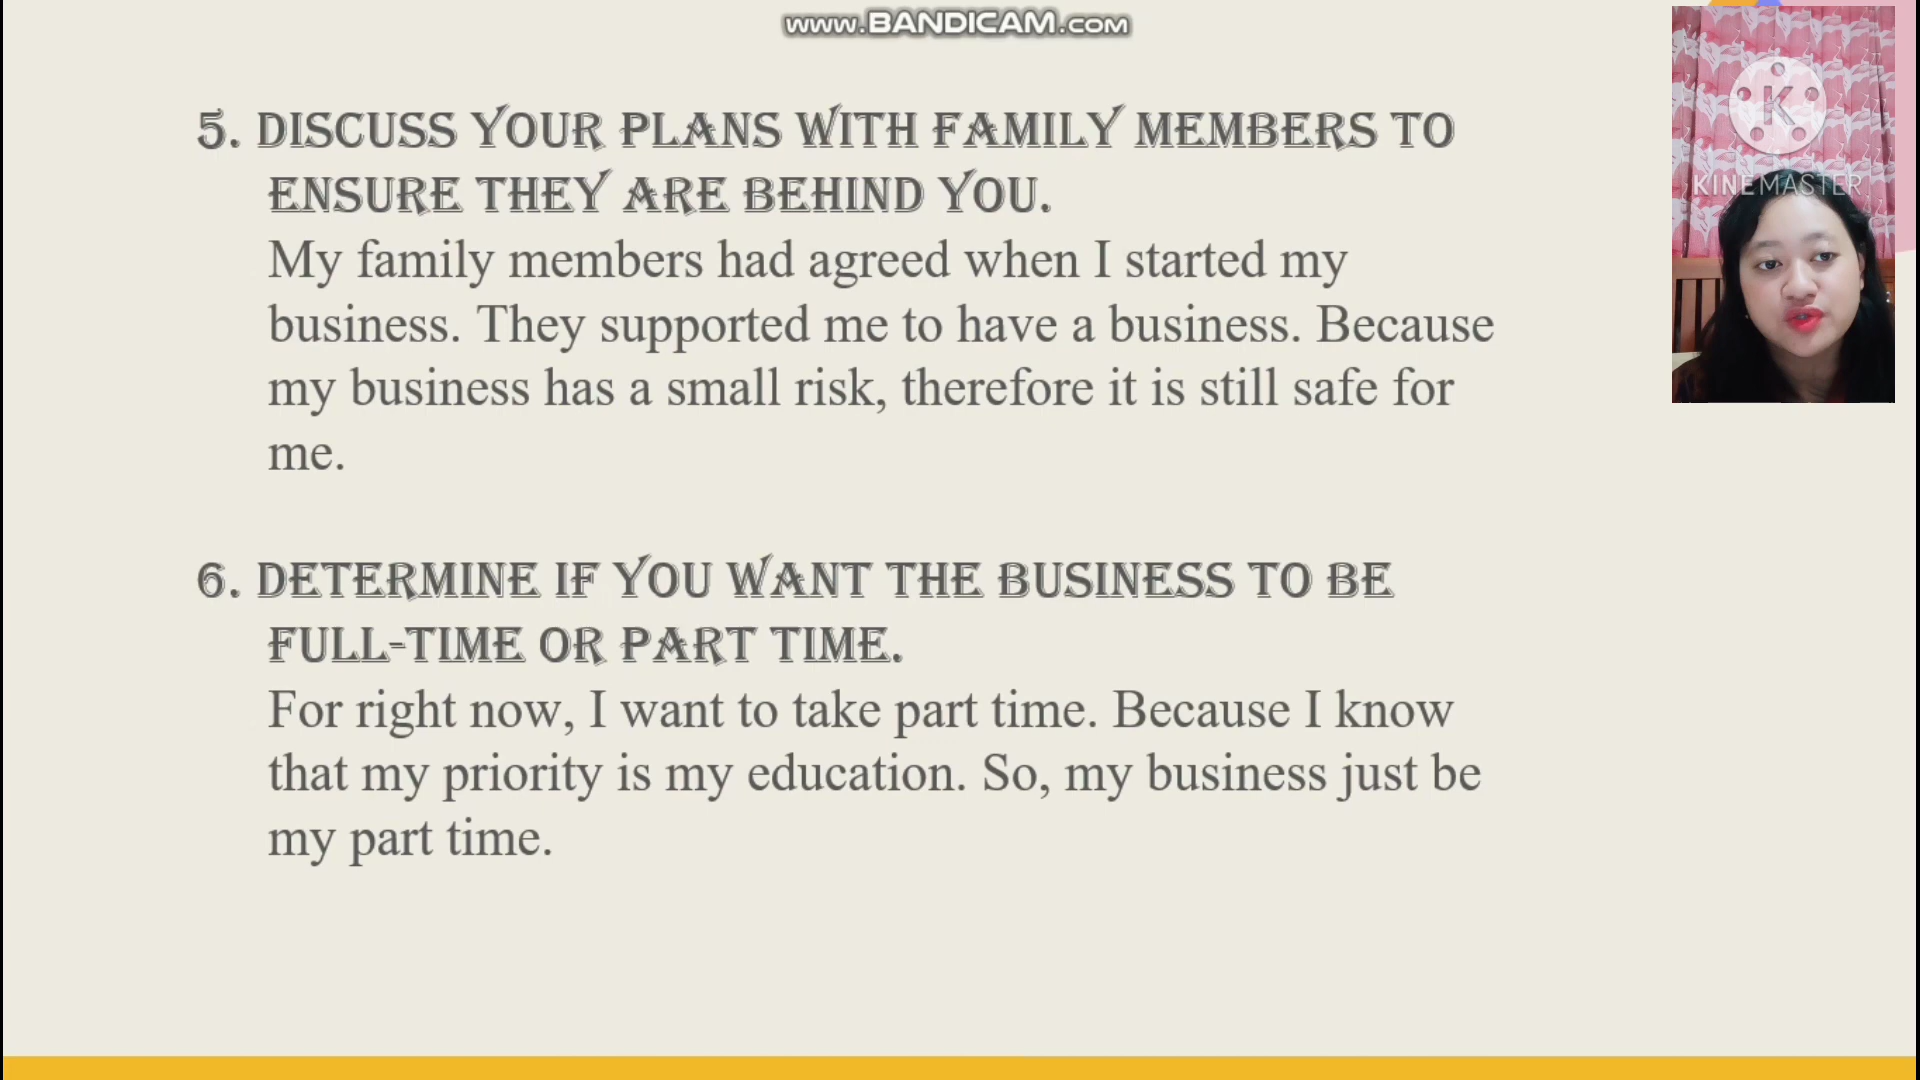 www.BANDICAM.com
5. DISCUSS YOUR PLANS WITH FAMILY MEMBERS TO
ENSURE THEY ARE BEHIND YOU.
My family members had agreed when I started my
business. They supported me to have a business. Because
my business has a small risk, therefore it is still safe for
me.
6. DETERMINE IF YOU WANT THE BUSINESS TO BE
FULL-TIME OR PART TIME.
For right now, I want to take part time. Because I know
that my priority is my education. So, my business just be
my part time.
K
KINEMASTER